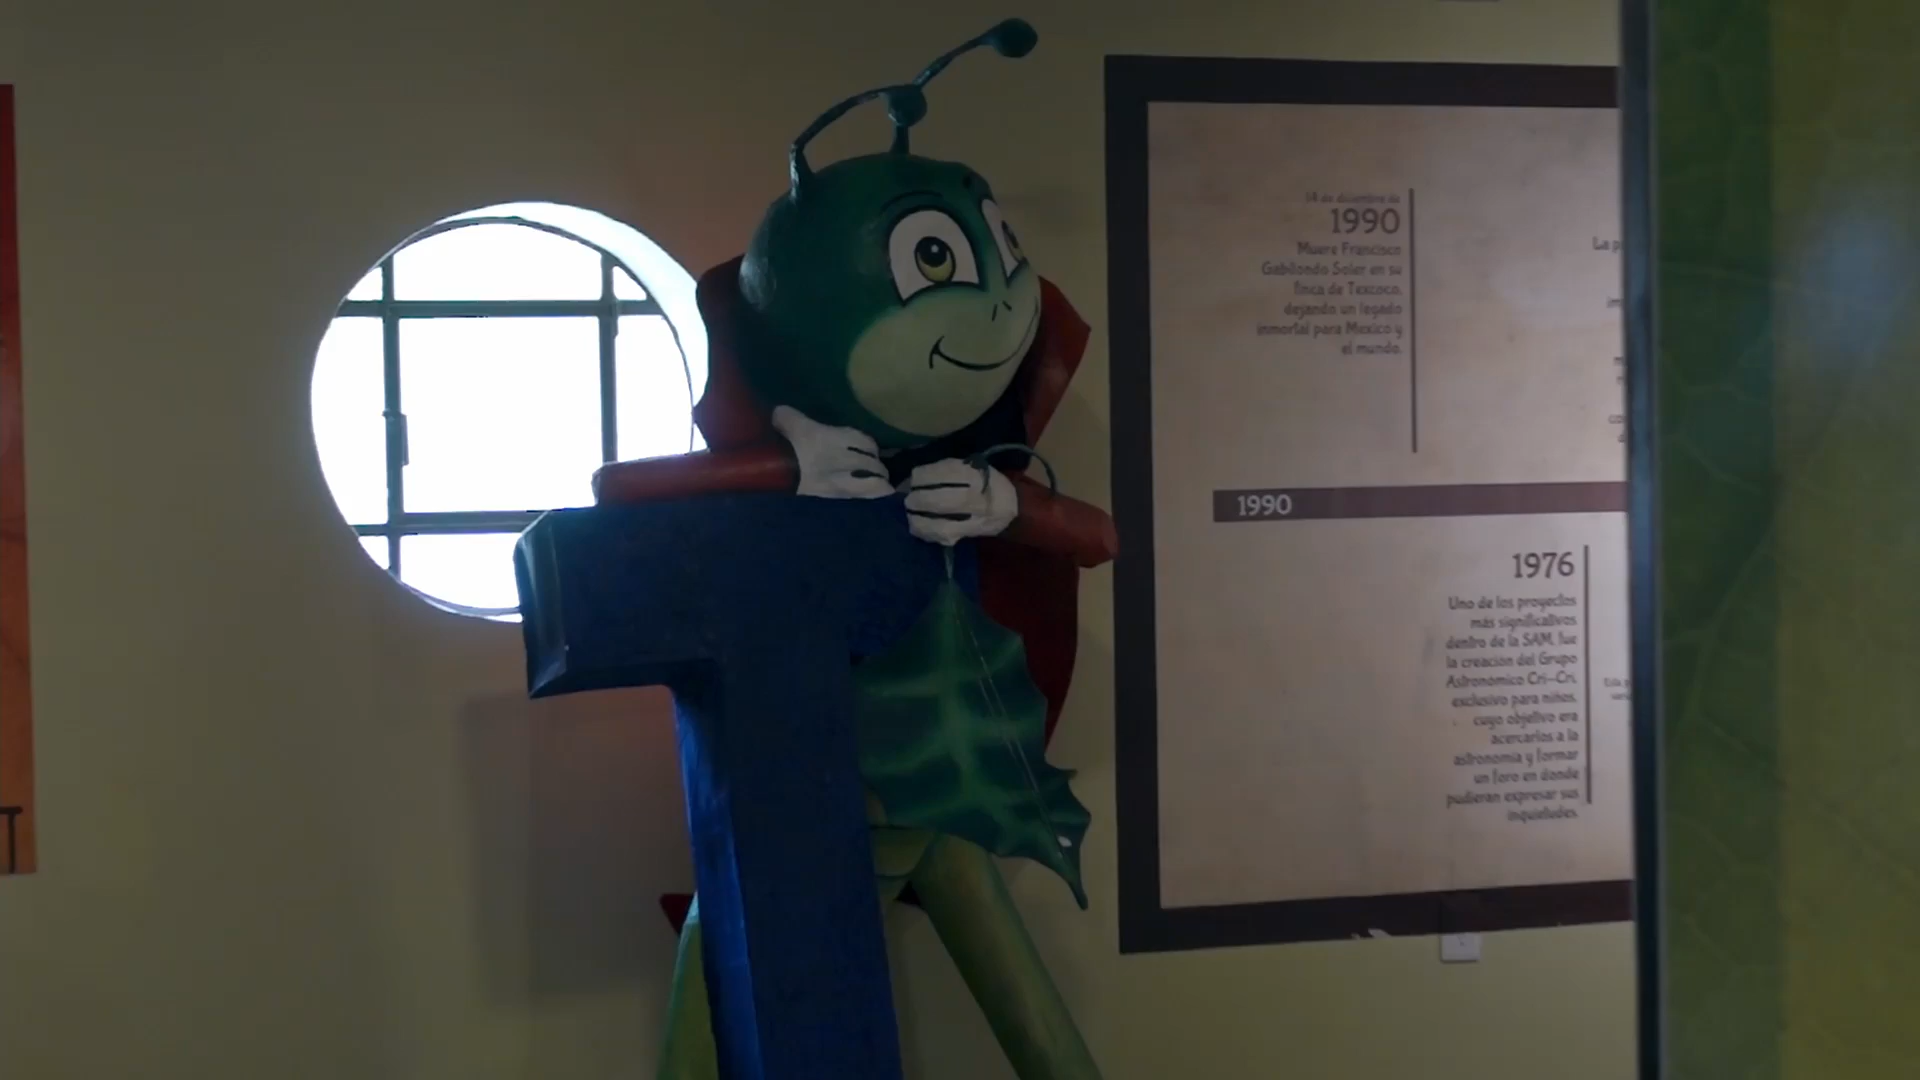 14 de diciembre de
1990
Muere Francisco
Gabilondo Soler en su
finca de Texcoco,
dejando un legado
inmortal para México y
el mundo.
La p
1990
1976
Uno de los proyectos
más significativos
dentro de la SAM, fue
la creación del Grupo
Astronómico Cri-Cri,
exclusivo para niños,
cuyo objetivo era
acercarlos a la
astronomía y formar
un foro en donde
pudieran expresar sus
inquietudes.
T